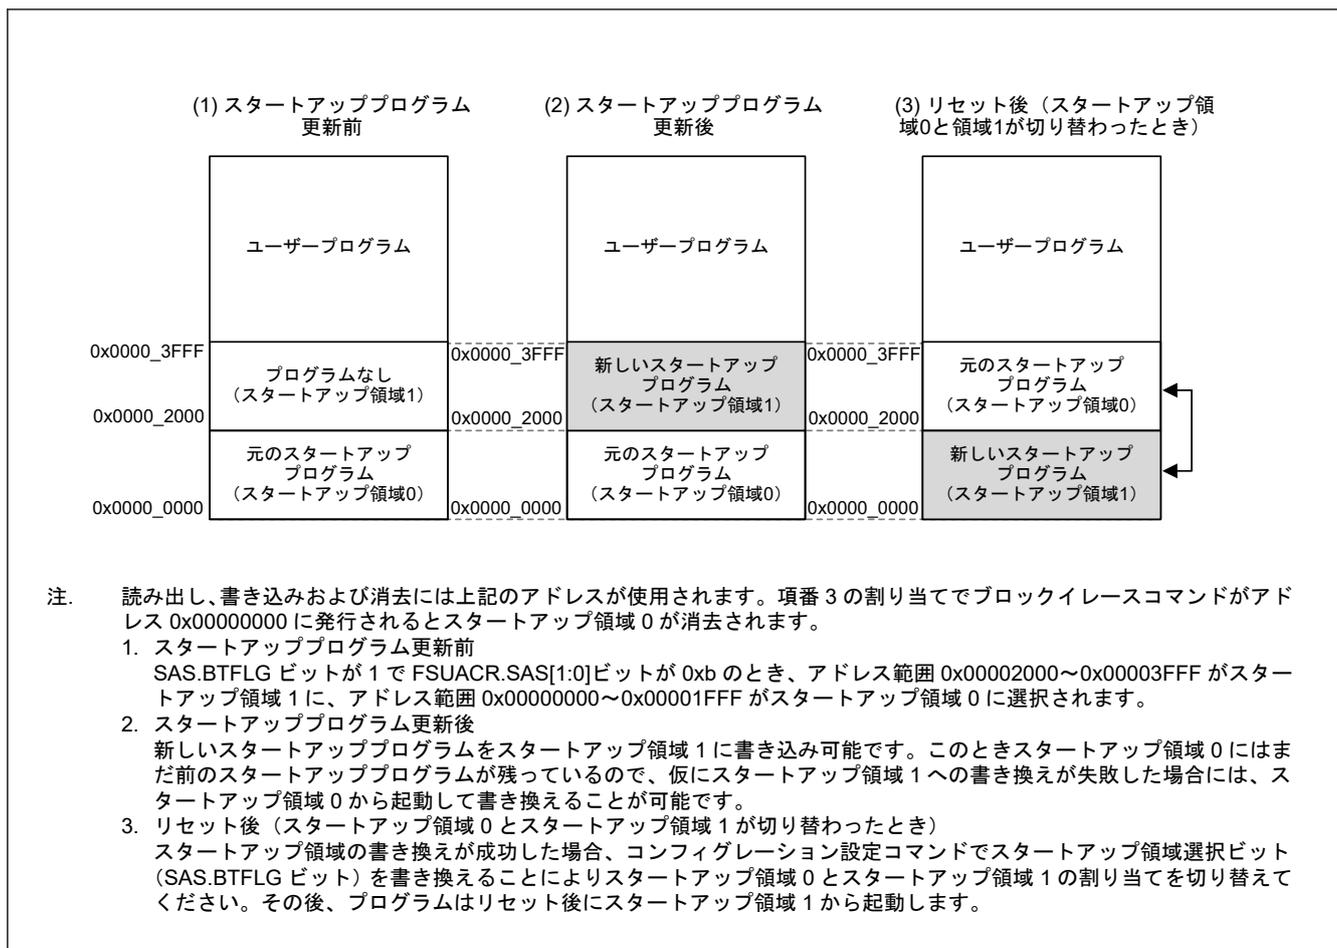 (1) スタートアッププログラム
更新前
(2) スタートアッププログラム
更新後
(3) リセット後（スタートアップ領
域0と領域1が切り替わったとき）
ユーザープログラム
ユーザープログラム
ユーザープログラム
0x0000_3FFF
プログラムなし
（スタートアップ領域1）
0x0000_2000
元のスタートアップ
プログラム
（スタートアップ領域0）
0x0000_0000
0x0000_3FFF
新しいスタートアップ
プログラム
（スタートアップ領域1）
0x0000_2000
元のスタートアップ
プログラム
（スタートアップ領域0）
0x0000_0000
0x0000_3FFF
元のスタートアップ
プログラム
（スタートアップ領域0）
0x0000_2000
新しいスタートアップ
プログラム
（スタートアップ領域1）
0x0000_0000
注. 読み出し、書き込みおよび消去には上記のアドレスが使用されます。項番 3 の割り当てでブロックイレースコマンドがアド
レス 0x00000000 に発行されるとスタートアップ領域 0 が消去されます。
1. スタートアッププログラム更新前
SAS.BTFLG ビットが 1 で FSUACR.SAS[1:0]ビットが 0xb のとき、アドレス範囲 0x00002000～0x00003FFF がスター
トアップ領域 1 に、アドレス範囲 0x00000000～0x00001FFF がスタートアップ領域 0 に選択されます。
2. スタートアッププログラム更新後
新しいスタートアッププログラムをスタートアップ領域 1 に書き込み可能です。このときスタートアップ領域 0 にはま
だ前のスタートアッププログラムが残っているので、仮にスタートアップ領域 1 への書き換えが失敗した場合には、ス
タートアップ領域 0 から起動して書き換えることが可能です。
3. リセット後（スタートアップ領域 0 とスタートアップ領域 1 が切り替わったとき）
スタートアップ領域の書き換えが成功した場合、コンフィグレーション設定コマンドでスタートアップ領域選択ビット
（SAS.BTFLG ビット）を書き換えることによりスタートアップ領域 0 とスタートアップ領域 1 の割り当てを切り替えて
ください。その後、プログラムはリセット後にスタートアップ領域 1 から起動します。